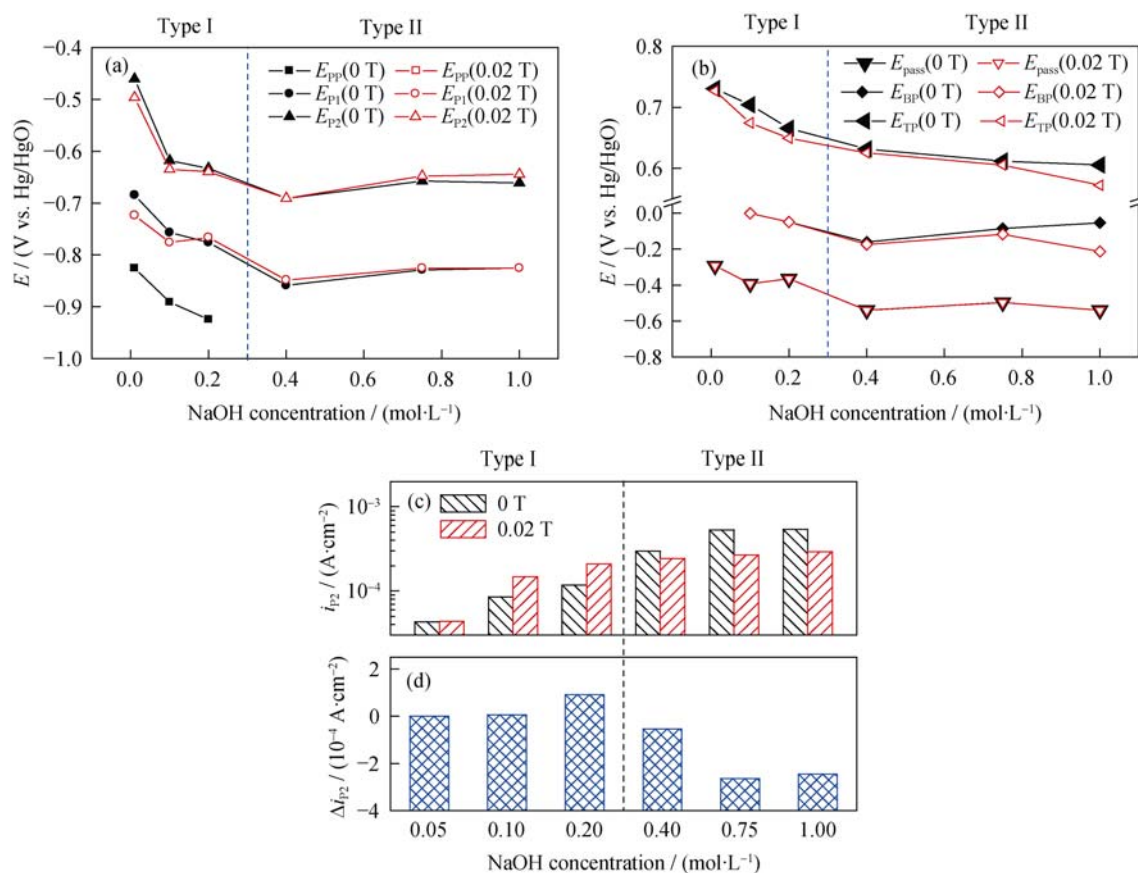 Type I Type II Type I Type II
(a)
E_PP(0 T) E_PP(0.02 T)
E_P1(0 T) E_P1(0.02 T)
E_P2(0 T) E_P2(0.02 T)
−0.4
−0.5
−0.6
−0.7
−0.8
−0.9
−1.0
E / (V vs. Hg/HgO)
0.0 0.2 0.4 0.6 0.8 1.0
NaOH concentration / (mol·L⁻¹)
(b)
E_pass(0 T) E_pass(0.02 T)
E_BP(0 T) E_BP(0.02 T)
E_TP(0 T) E_TP(0.02 T)
0.8
0.7
0.6
0.0
−0.2
−0.4
−0.6
−0.8
E / (V vs. Hg/HgO)
0.0 0.2 0.4 0.6 0.8 1.0
NaOH concentration / (mol·L⁻¹)
Type I Type II
(c)
0 T
0.02 T
10⁻³
10⁻⁴
i_P2 / (A·cm⁻²)
(d)
2
0
−2
−4
Δi_P2 / (10⁻⁴ A·cm⁻²)
0.05 0.10 0.20 0.40 0.75 1.00
NaOH concentration / (mol·L⁻¹)